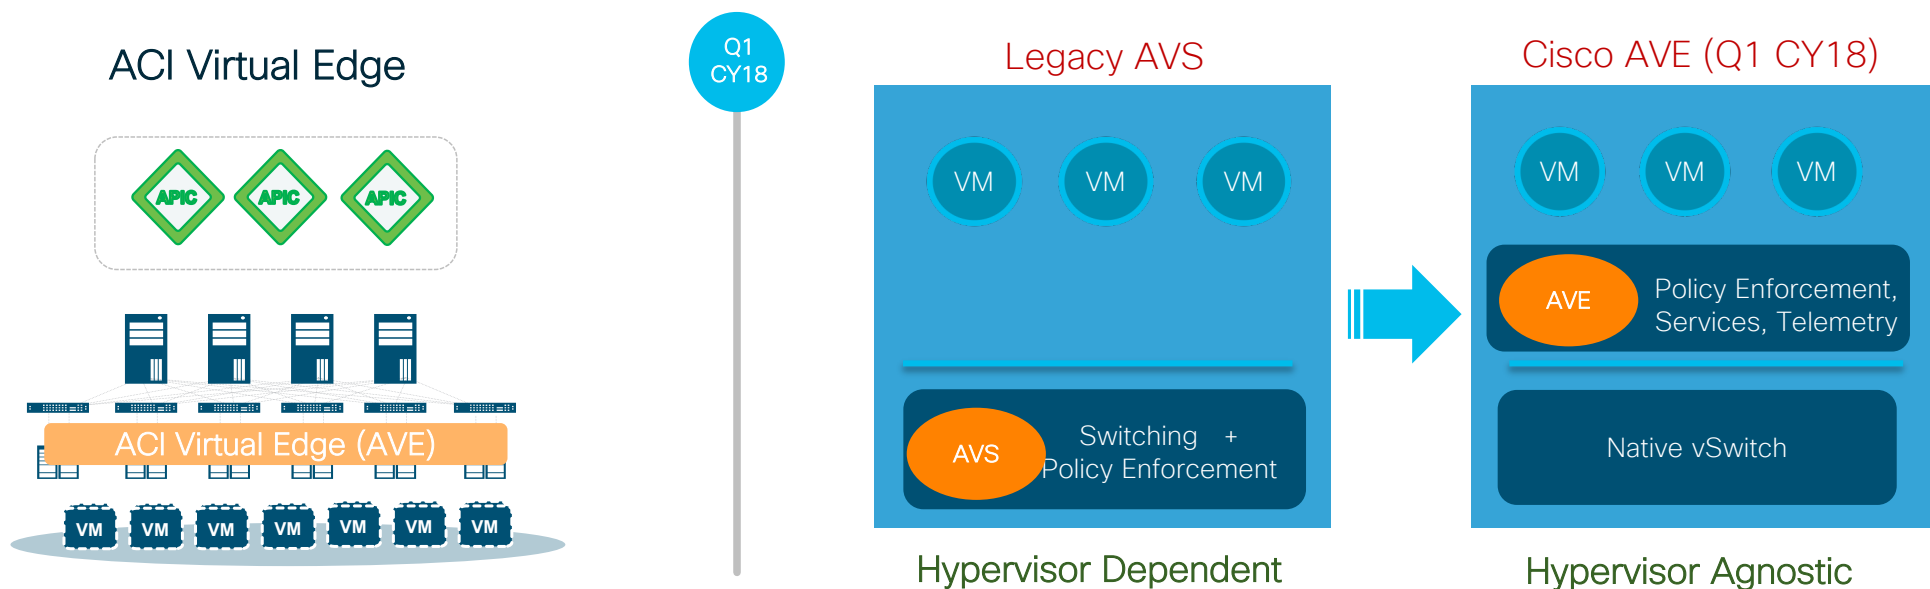 ACI Virtual Edge
APIC
APIC
APIC
ACI Virtual Edge (AVE)
VM
VM
VM
VM
VM
VM
VM
Q1
CY18
Legacy AVS
VM
VM
VM
AVS
Switching +
Policy Enforcement
Hypervisor Dependent
Cisco AVE (Q1 CY18)
VM
VM
VM
AVE
Policy Enforcement,
Services, Telemetry
Native vSwitch
Hypervisor Agnostic